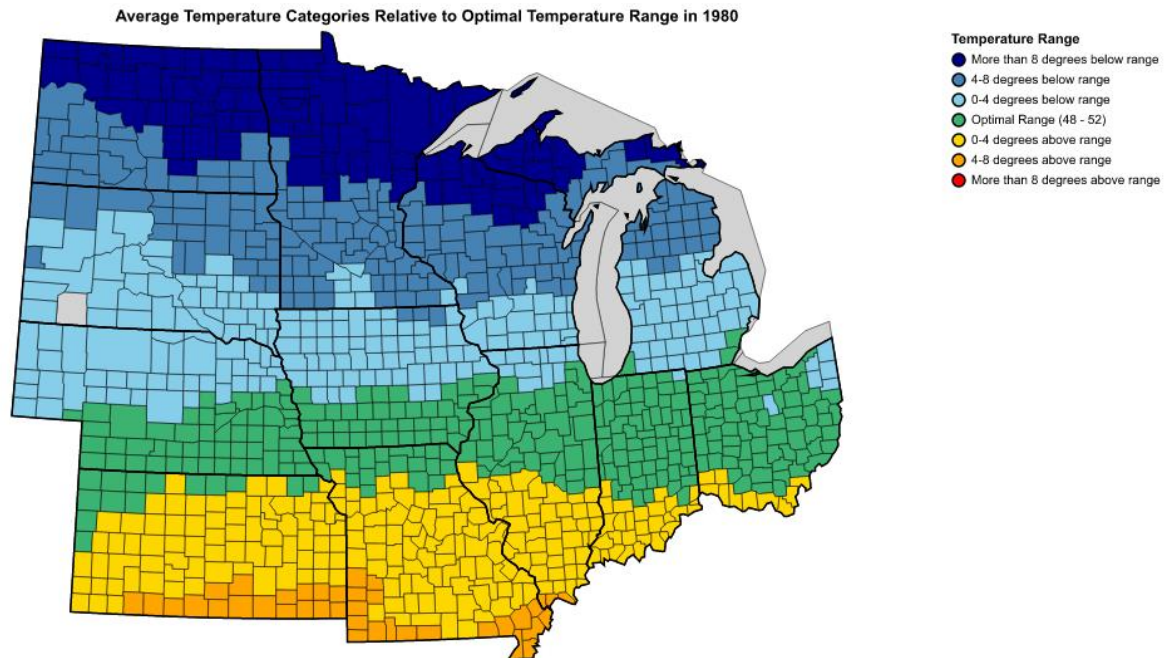 Average Temperature Categories Relative to Optimal Temperature Range in 1980
Temperature Range
More than 8 degrees below range
4-8 degrees below range
0-4 degrees below range
Optimal Range (48 - 52)
0-4 degrees above range
4-8 degrees above range
More than 8 degrees above range